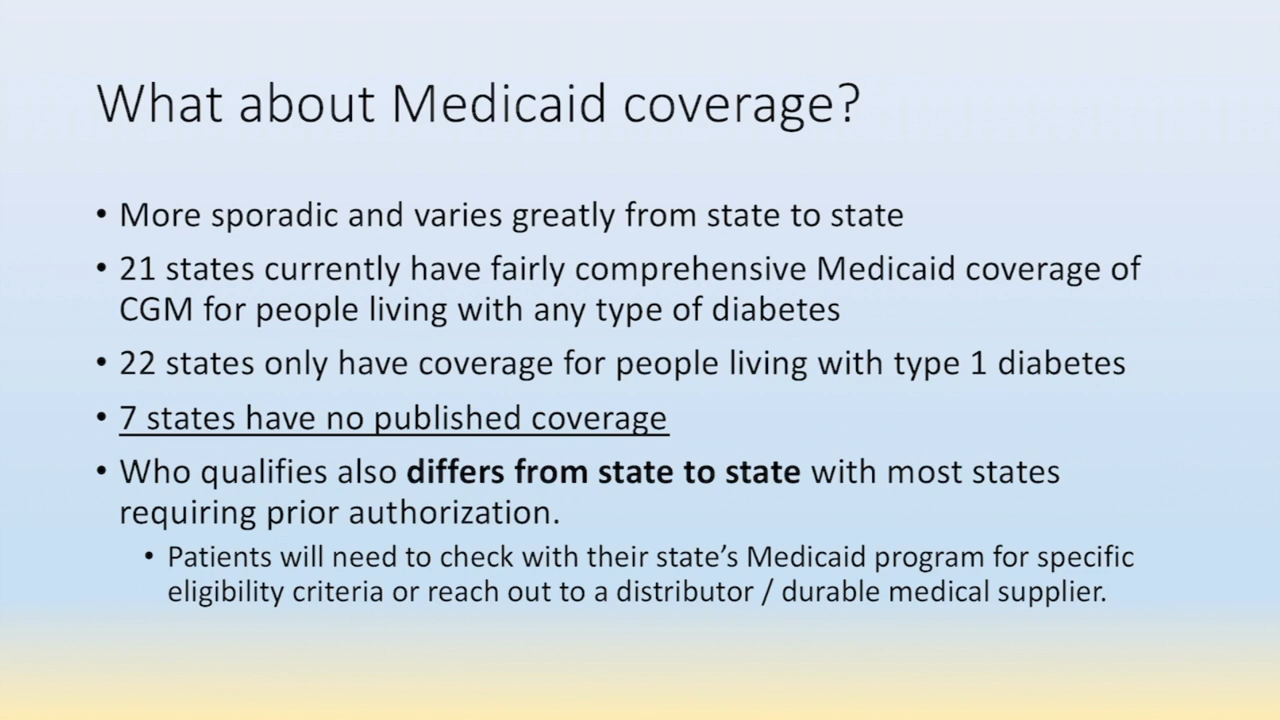 What about Medicaid coverage?
• More sporadic and varies greatly from state to state
• 21 states currently have fairly comprehensive Medicaid coverage of
CGM for people living with any type of diabetes
• 22 states only have coverage for people living with type 1 diabetes
• 7 states have no published coverage
• Who qualifies also differs from state to state with most states
requiring prior authorization.
• Patients will need to check with their state’s Medicaid program for specific
eligibility criteria or reach out to a distributor / durable medical supplier.